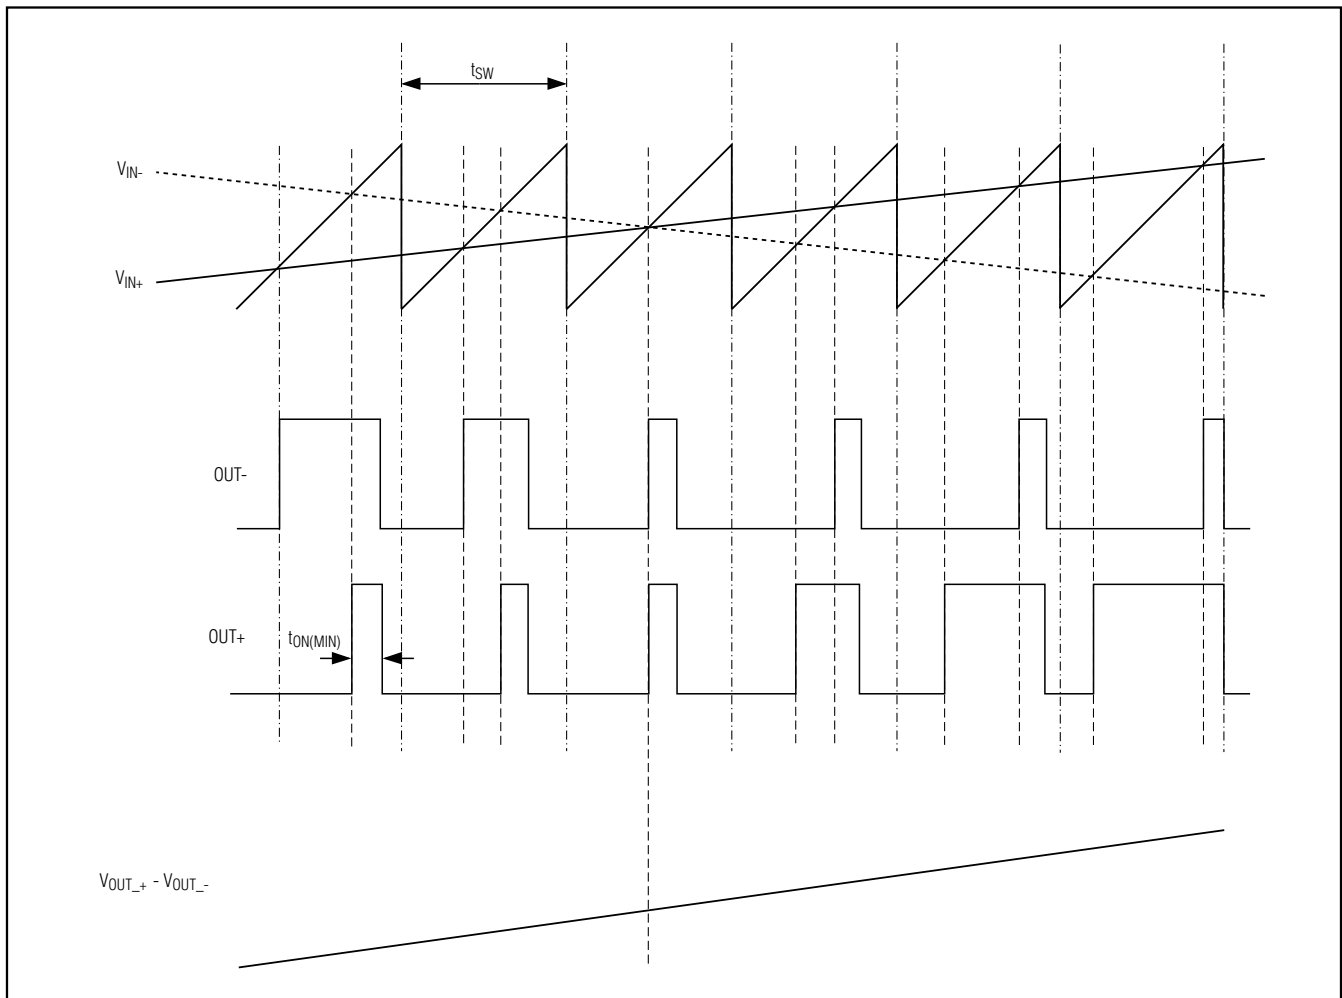 tSW
VIN-
VIN+
OUT-
OUT+
tON(MIN)
VOUT_+ - VOUT_-